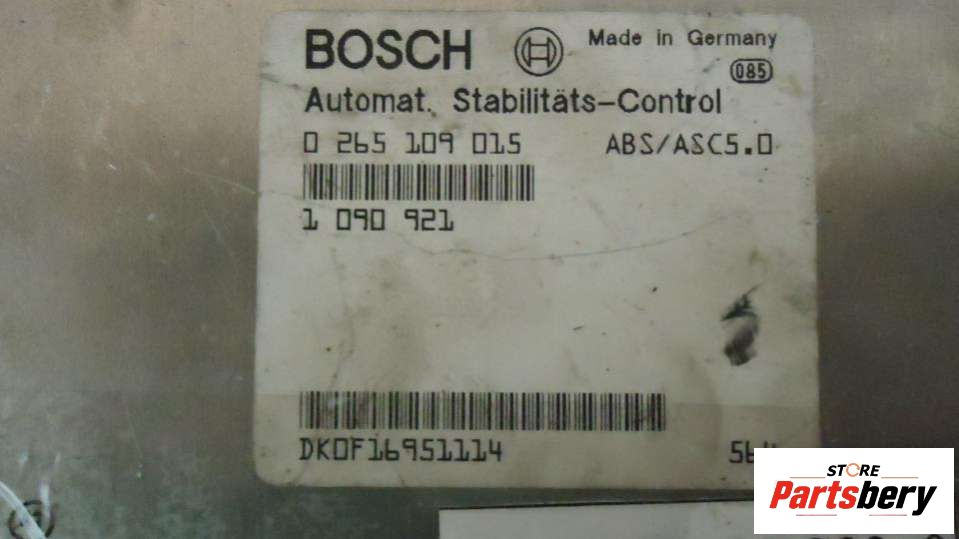 BOSCH
Made in Germany
085
Automat. Stabilitäts-Control
0 265 109 015 ABS/ASC5.0
1 090 921
DK0F16951114
STORE
Partsbery